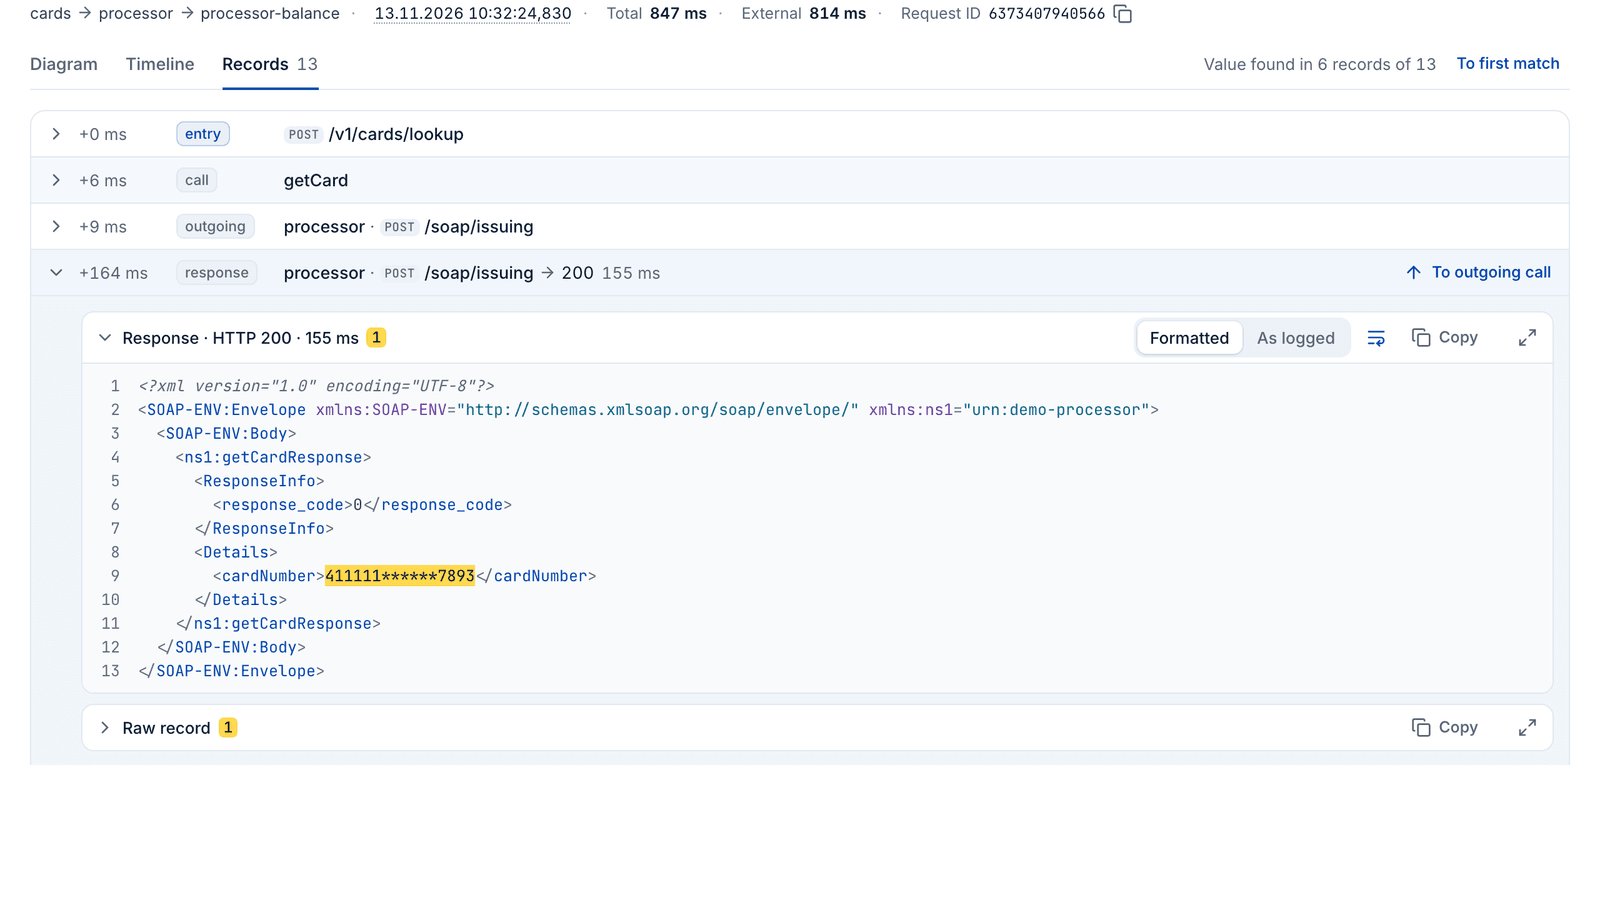 cards → processor → processor-balance · 13.11.2026 10:32:24,830 · Total 847 ms · External 814 ms · Request ID 6373407940566
Diagram Timeline Records 13 Value found in 6 records of 13 To first match
+0 ms entry POST /v1/cards/lookup
+6 ms call getCard
+9 ms outgoing processor · POST /soap/issuing
+164 ms response processor · POST /soap/issuing → 200 155 ms To outgoing call
Response · HTTP 200 · 155 ms 1 Formatted As logged Copy
1 <?xml version="1.0" encoding="UTF-8"?>
2 <SOAP-ENV:Envelope xmlns:SOAP-ENV="http://schemas.xmlsoap.org/soap/envelope/" xmlns:ns1="urn:demo-processor">
3 <SOAP-ENV:Body>
4 <ns1:getCardResponse>
5 <ResponseInfo>
6 <response_code>0</response_code>
7 </ResponseInfo>
8 <Details>
9 <cardNumber>411111******7893</cardNumber>
10 </Details>
11 </ns1:getCardResponse>
12 </SOAP-ENV:Body>
13 </SOAP-ENV:Envelope>
Raw record 1 Copy